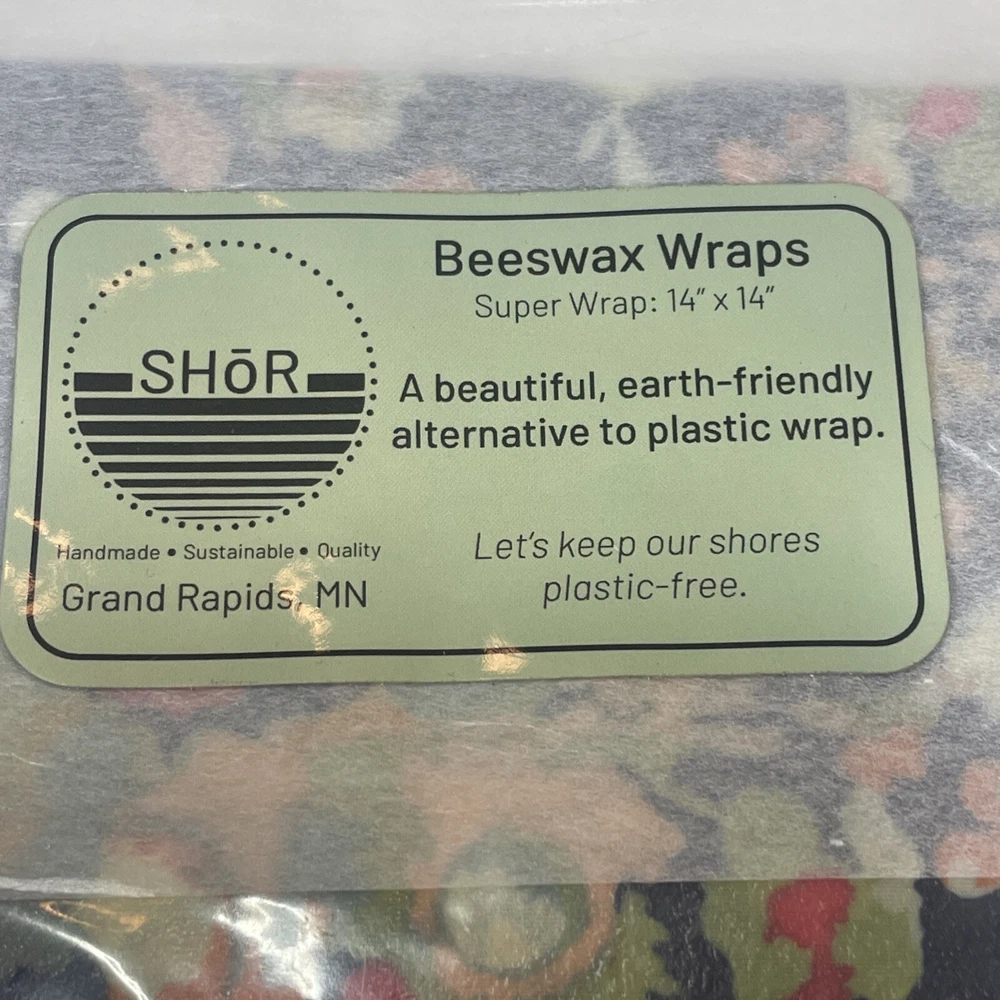 SHōR
Handmade • Sustainable • Quality
Grand Rapids, MN
Beeswax Wraps
Super Wrap: 14" x 14"
A beautiful, earth-friendly
alternative to plastic wrap.
Let's keep our shores
plastic-free.